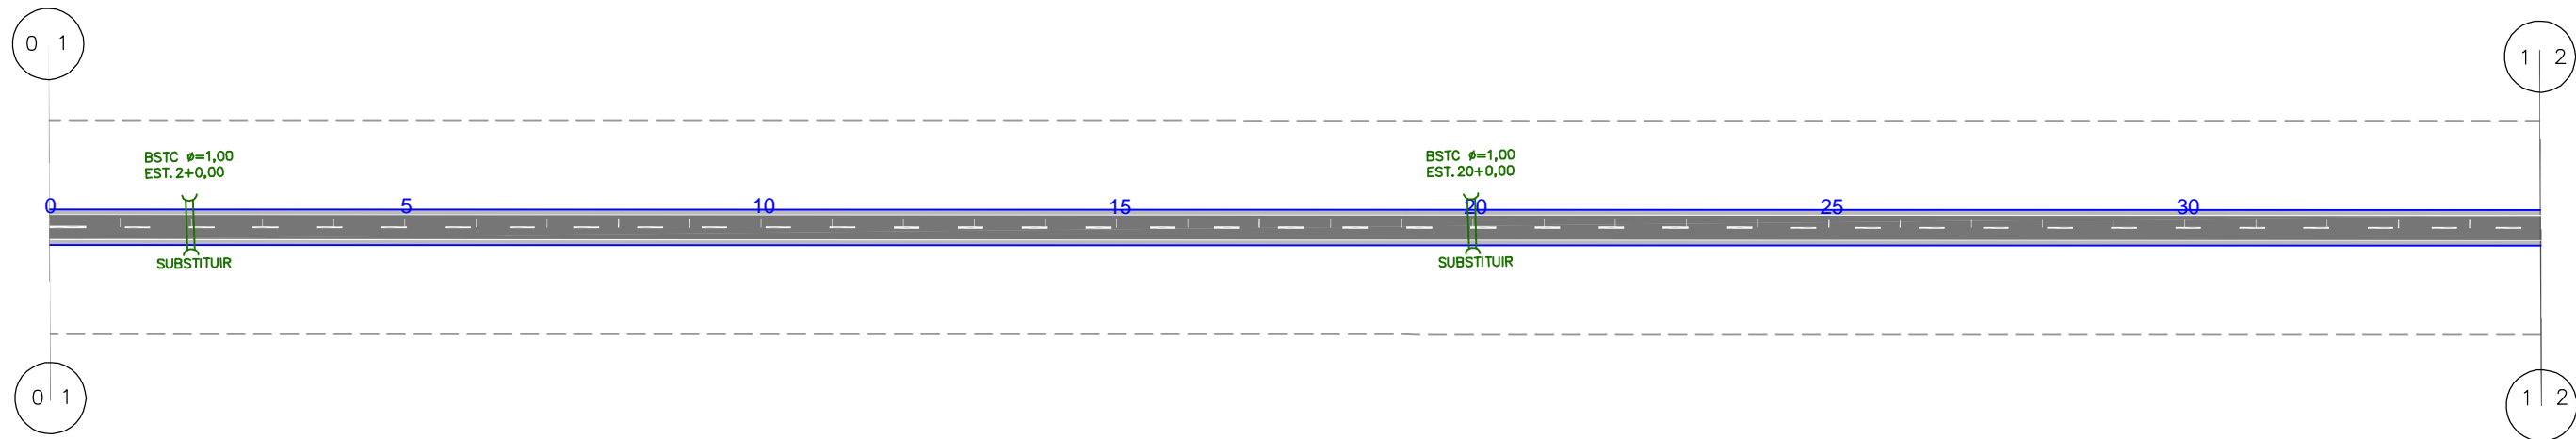 0 1
1 2
BSTC ø=1,00
EST. 2+0,00
BSTC ø=1,00
EST. 20+0,00
0 5 10 15 20 25 30
SUBSTITUIR
SUBSTITUIR
0 1
1 2